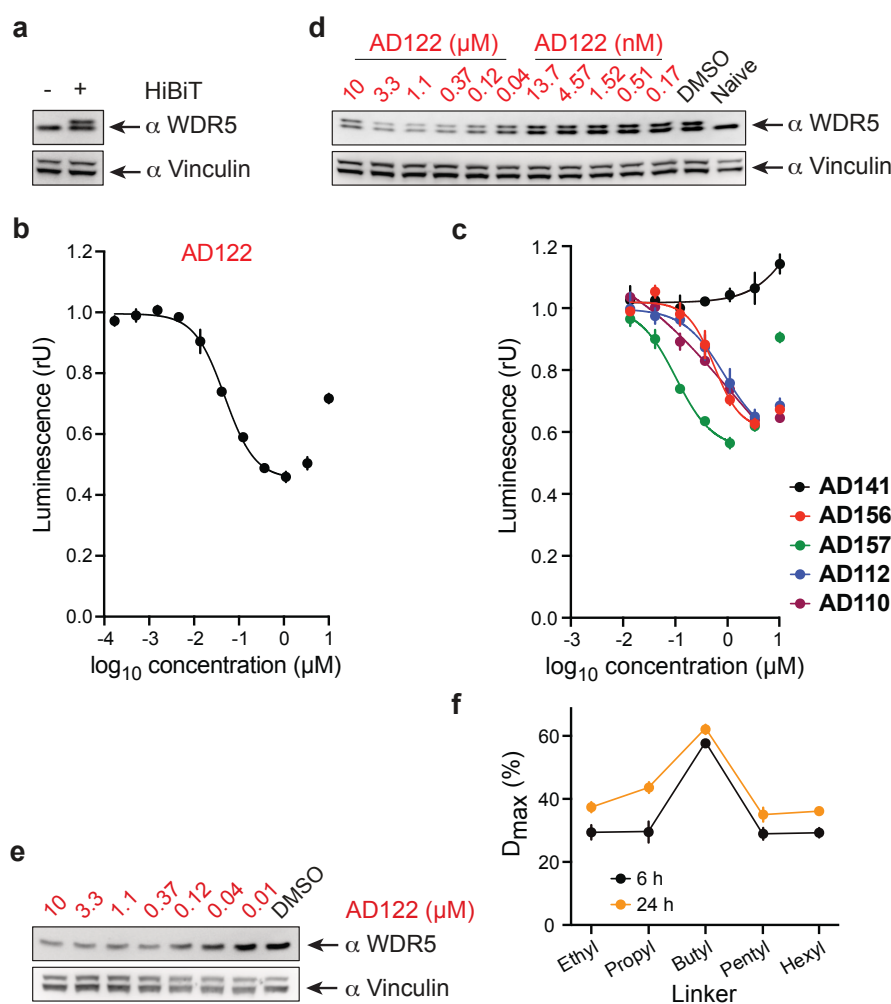 a
- + HiBiT
α WDR5
α Vinculin
d
AD122 (µM) AD122 (nM)
10 3.3 1.1 0.37 0.12 0.04 13.7 4.57 1.52 0.51 0.17 DMSO Naive
α WDR5
α Vinculin
b
AD122
Luminescence (rU)
1.2
1.0
0.8
0.6
0.4
0.2
0.0
-4 -3 -2 -1 0 1
log10 concentration (µM)
c
Luminescence (rU)
1.2
1.0
0.8
0.6
0.4
0.2
0.0
-3 -2 -1 0 1
log10 concentration (µM)
AD141
AD156
AD157
AD112
AD110
e
10 3.3 1.1 0.37 0.12 0.04 0.01 DMSO
AD122 (µM)
α WDR5
α Vinculin
f
Dmax (%)
60
40
20
0
6 h
24 h
Ethyl Propyl Butyl Pentyl Hexyl
Linker